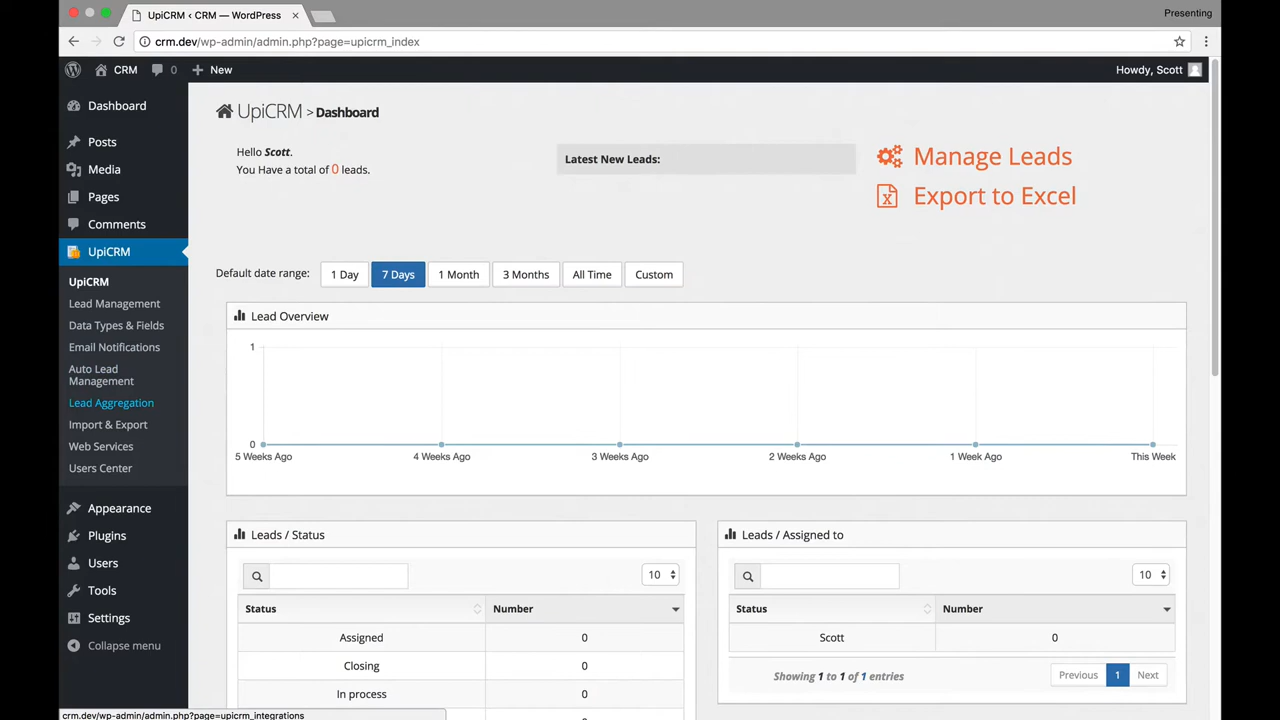 UpiCRM ‹ CRM — WordPress
Presenting
crm.dev/wp-admin/admin.php?page=upicrm_index
CRM
0
New
Howdy, Scott
Dashboard
Posts
Media
Pages
Comments
UpiCRM
UpiCRM
Lead Management
Data Types & Fields
Email Notifications
Auto Lead
Management
Lead Aggregation
Import & Export
Web Services
Users Center
Appearance
Plugins
Users
Tools
Settings
Collapse menu
UpiCRM > Dashboard
Hello Scott.
You Have a total of 0 leads.
Latest New Leads:
Manage Leads
Export to Excel
Default date range:
1 Day
7 Days
1 Month
3 Months
All Time
Custom
Lead Overview
1
0
5 Weeks Ago
4 Weeks Ago
3 Weeks Ago
2 Weeks Ago
1 Week Ago
This Week
Leads / Status
10
Status
Number
Assigned
0
Closing
0
In process
0
Leads / Assigned to
10
Status
Number
Scott
0
Showing 1 to 1 of 1 entries
Previous
1
Next
crm.dev/wp-admin/admin.php?page=upicrm_integrations